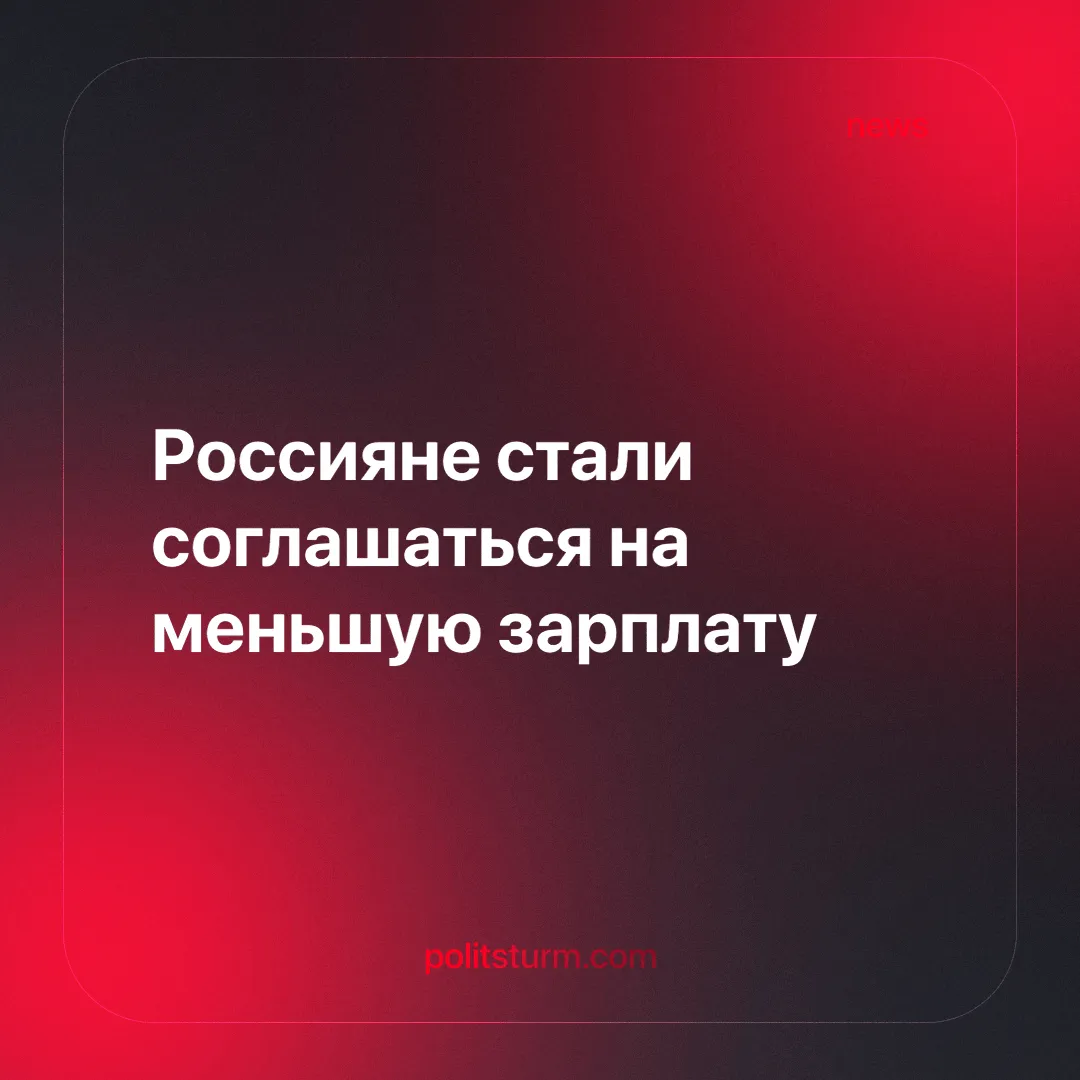 news
Россияне стали
соглашаться на
меньшую зарплату
politsturm.com